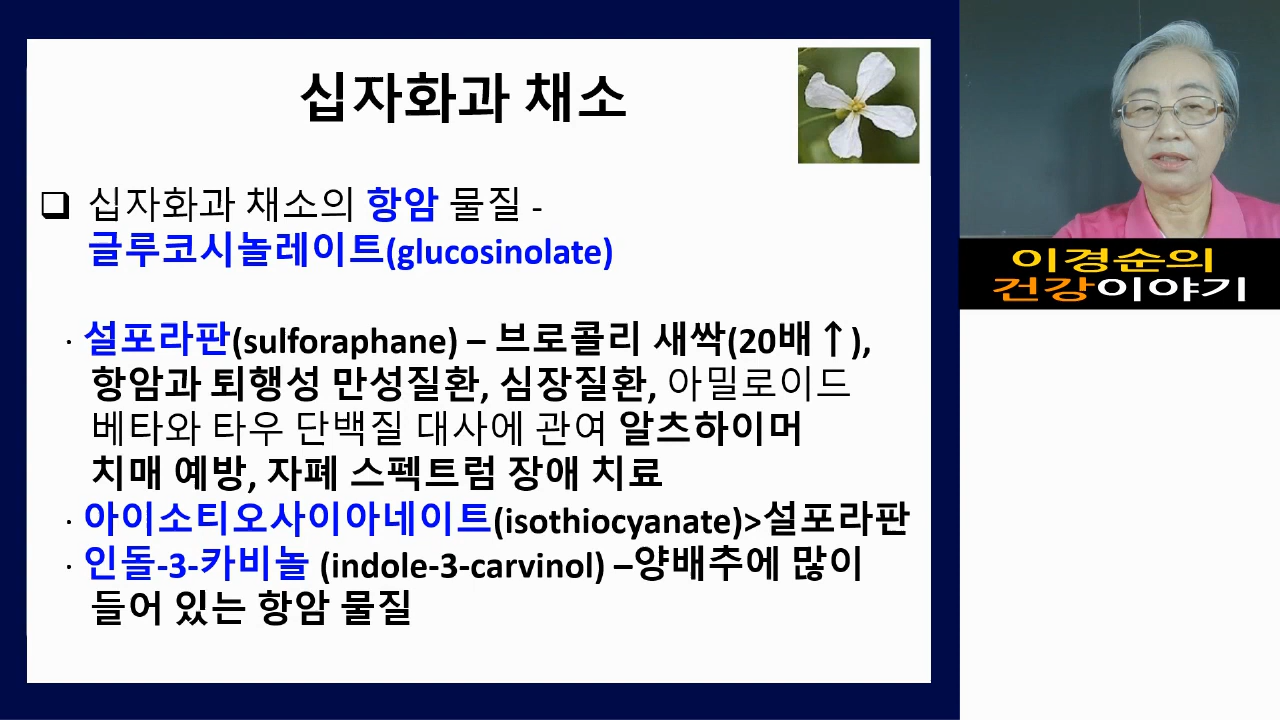 십자화과 채소
❑ 십자화과 채소의 항암 물질 -
글루코시놀레이트(glucosinolate)
· 설포라판(sulforaphane) – 브로콜리 새싹(20배↑),
항암과 퇴행성 만성질환, 심장질환, 아밀로이드
베타와 타우 단백질 대사에 관여 알츠하이머
치매 예방, 자폐 스펙트럼 장애 치료
· 아이소티오사이아네이트(isothiocyanate)>설포라판
· 인돌-3-카비놀 (indole-3-carvinol) –양배추에 많이
들어 있는 항암 물질
이경순의
건강이야기